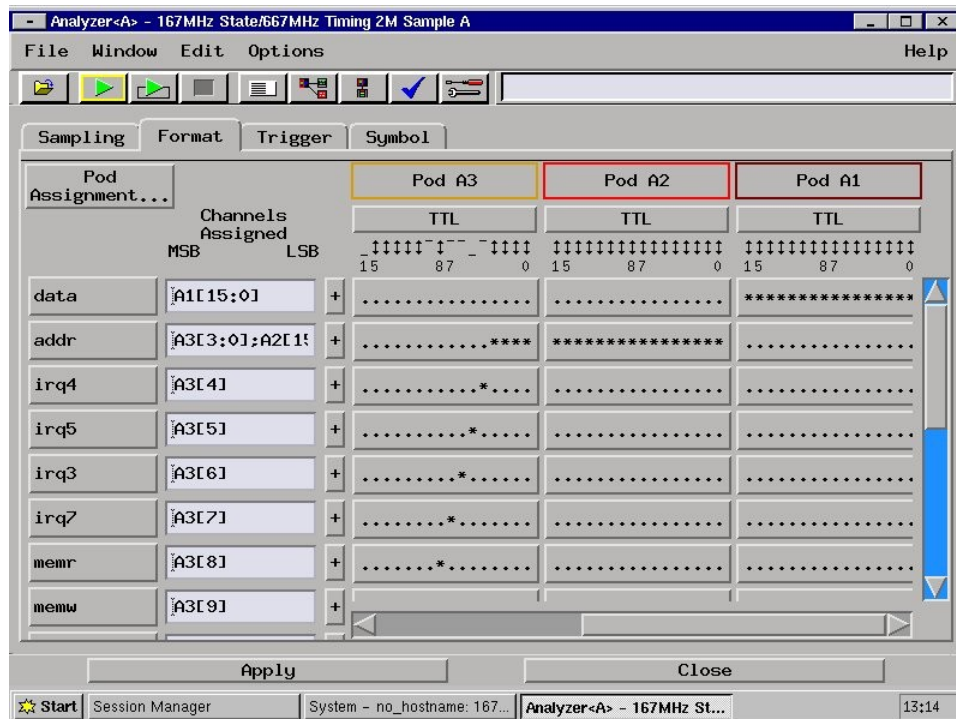 Analyzer<A> - 167MHz State/667MHz Timing 2M Sample A
File Window Edit Options Help
Sampling Format Trigger Symbol
Pod Assignment...
Pod A3 Pod A2 Pod A1
Channels Assigned
MSB LSB
TTL TTL TTL
15 87 0 15 87 0 15 87 0
data A1[15:0] + ................ ................ ****************
addr A3[3:0];A2[15 + ............**** **************** ................
irq4 A3[4] + ...........*.... ................ ................
irq5 A3[5] + ..........*..... ................ ................
irq3 A3[6] + .........*...... ................ ................
irq7 A3[7] + ........*....... ................ ................
memr A3[8] + .......*........ ................ ................
memw A3[9] +
Apply Close
Start Session Manager System - no_hostname: 167... Analyzer<A> - 167MHz St... 13:14